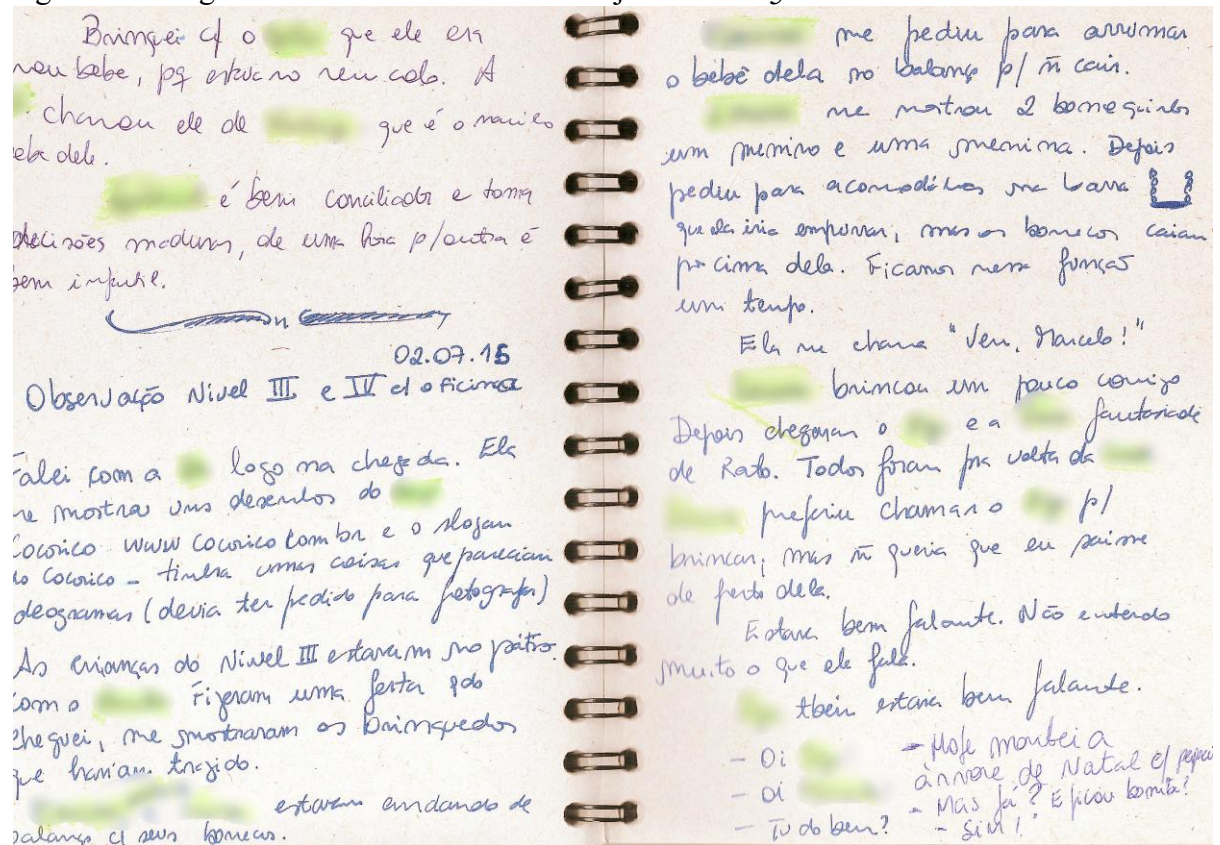 Brinquei c/ o que ele era
meu bebê, pq estava no seu colo. A
chamou ele de que é o
bebê dele.
é bem conciliador e toma
decisões maduras, de uma hora p/ outra é
bem infantil.
02.07.15
Observação Nível III e IV c/ oficina
Falei com a logo na chegada. Ela
me mostrou uns desenhos do
Cocoricó www cocorico com br e o slogan
do Cocoricó - tinha umas coisas que pareciam
ideogramas (devia ter pedido para fotografar)
As crianças do Nível III estavam no pátio.
Como Fizeram uma festa qdo
cheguei, me mostraram os brinquedos
que haviam trazido.
estavam andando de
balanço c/ seus bonecos.
me pediu para arrumar
o bebê dela no balanço p/ ñ cair.
me mostrou 2 bonequinhos
um menino e uma menina. Depois
pediu para acomodá-los na barra
que ela iria empurrar, mas os bonecos caiam
por cima dela. Ficamos nessa função
um tempo.
Ela me chama "Vem, Marcelo!"
brincou um pouco comigo
Depois chegaram o e a fantasiada
de Rato. Todos foram pra volta da
preferiu chamar o p/
brincar, mas ñ queria que eu saísse
de perto dela.
Estava bem falante. Não entendo
muito o que ele fala.
tbém estava bem falante.
- Oi
- Oi
- Tudo bem?
- Hoje montei a
árvore de Natal c/ papai
- Mas já? E ficou bonita?
- Sim!